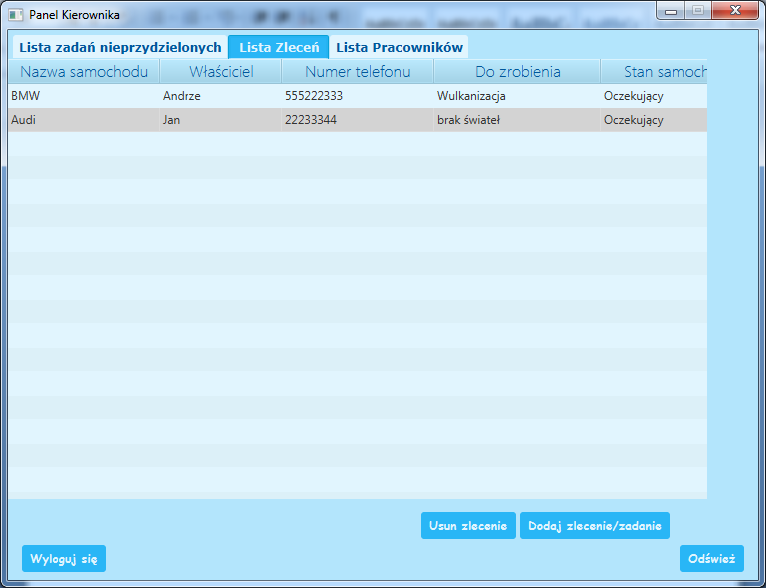 Panel Kierownika
Lista zadań nieprzydzielonych Lista Zleceń Lista Pracowników
Nazwa samochodu Właściciel Numer telefonu Do zrobienia Stan samoch
BMW Andrze 555222333 Wulkanizacja Oczekujący
Audi Jan 22233344 brak świateł Oczekujący
Usun zlecenie Dodaj zlecenie/zadanie
Wyloguj się Odśwież